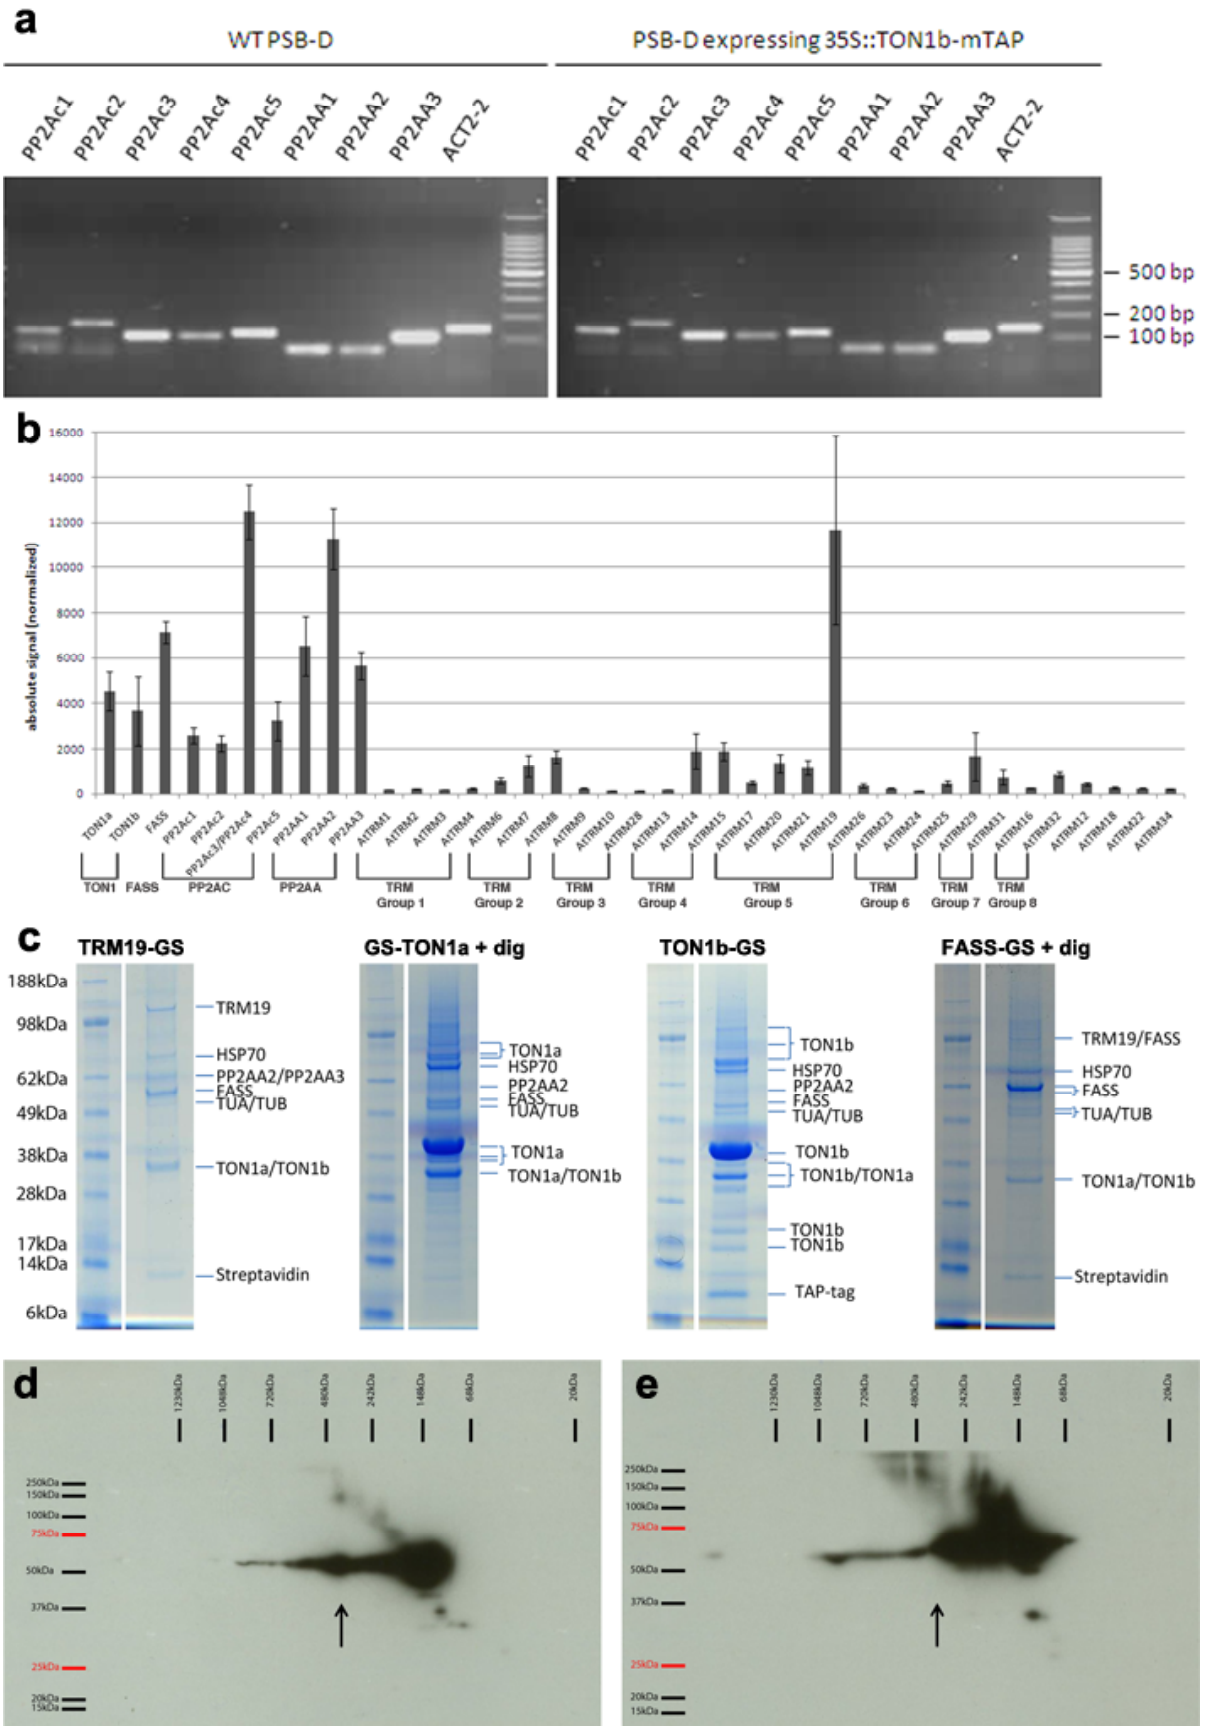 a
WT PSB-D
PSB-D expressing 35S::TON1b-mTAP
PP2Ac1 PP2Ac2 PP2Ac3 PP2Ac4 PP2Ac5 PP2AA1 PP2AA2 PP2AA3 ACT2-2
PP2Ac1 PP2Ac2 PP2Ac3 PP2Ac4 PP2Ac5 PP2AA1 PP2AA2 PP2AA3 ACT2-2
500 bp
200 bp
100 bp
b
absolute signal (normalized)
16000
14000
12000
10000
8000
6000
4000
2000
0
TON1a TON1b FASS PP2Ac1 PP2Ac2 PP2Ac3/PP2Ac4 PP2Ac5 PP2AA1 PP2AA2 PP2AA3 AtTRM1 AtTRM2 AtTRM3 AtTRM4 AtTRM6 AtTRM7 AtTRM8 AtTRM9 AtTRM10 AtTRM28 AtTRM13 AtTRM14 AtTRM15 AtTRM17 AtTRM20 AtTRM21 AtTRM19 AtTRM26 AtTRM23 AtTRM24 AtTRM25 AtTRM29 AtTRM31 AtTRM16 AtTRM32 AtTRM12 AtTRM18 AtTRM22 AtTRM34
TON1 FASS PP2AC PP2AA TRM TRM TRM TRM TRM TRM TRM TRM
Group 1 Group 2 Group 3 Group 4 Group 5 Group 6 Group 7 Group 8
c
TRM19-GS
188kDa
98kDa
62kDa
49kDa
38kDa
28kDa
17kDa
14kDa
6kDa
TRM19
HSP70
PP2AA2/PP2AA3
FASS
TUA/TUB
TON1a/TON1b
Streptavidin
GS-TON1a + dig
TON1a
HSP70
PP2AA2
FASS
TUA/TUB
TON1a
TON1a/TON1b
TON1b-GS
TON1b
HSP70
PP2AA2
FASS
TUA/TUB
TON1b
TON1b/TON1a
TON1b
TON1b
TAP-tag
FASS-GS + dig
TRM19/FASS
HSP70
FASS
TUA/TUB
TON1a/TON1b
Streptavidin
d
1230kDa 1048kDa 720kDa 480kDa 242kDa 148kDa 68kDa 20kDa
250kDa
150kDa
100kDa
75kDa
50kDa
37kDa
25kDa
20kDa
15kDa
e
1230kDa 1048kDa 720kDa 480kDa 242kDa 148kDa 68kDa 20kDa
250kDa
150kDa
100kDa
75kDa
50kDa
37kDa
25kDa
20kDa
15kDa